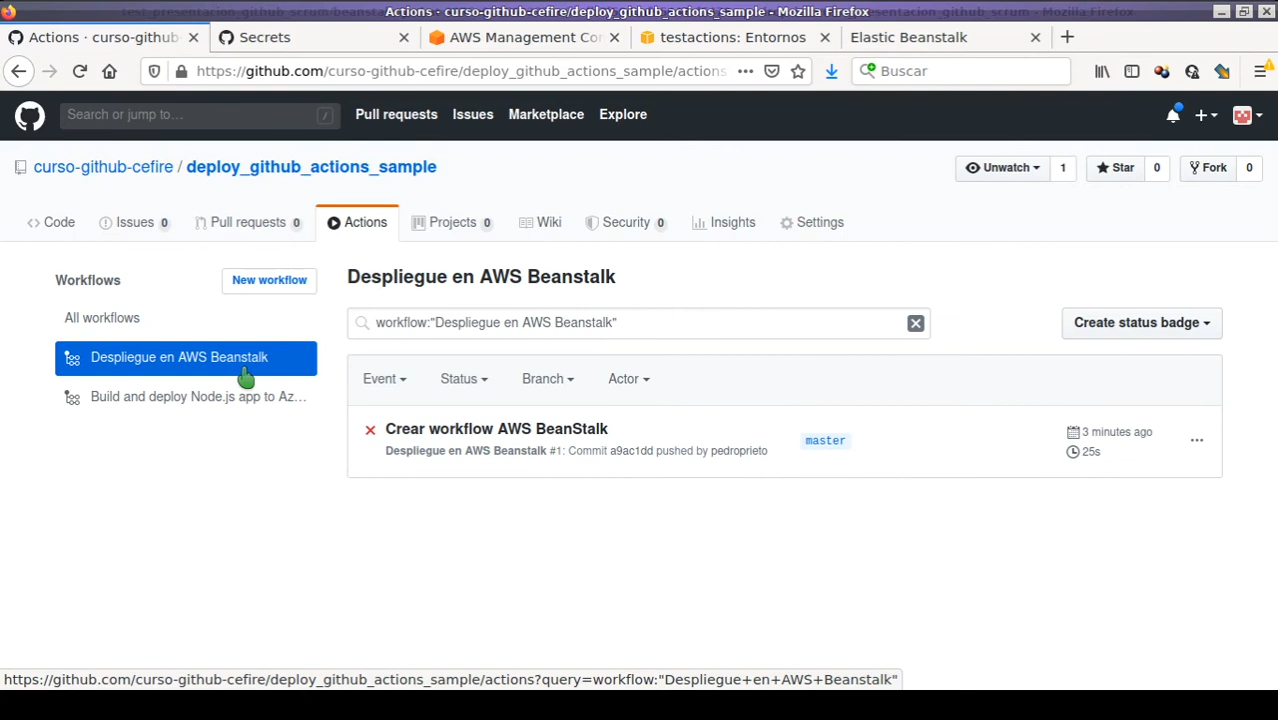 Actions - curso-github-cefire/deploy_github_actions_sample - Mozilla Firefox
Actions · curso-github-
Secrets
AWS Management Con
testactions: Entornos
Elastic Beanstalk
https://github.com/curso-github-cefire/deploy_github_actions_sample/actions
Buscar
Search or jump to…
/
Pull requests
Issues
Marketplace
Explore
curso-github-cefire / deploy_github_actions_sample
Unwatch 1
Star 0
Fork 0
Code
Issues 0
Pull requests 0
Actions
Projects 0
Wiki
Security 0
Insights
Settings
Workflows
New workflow
All workflows
Despliegue en AWS Beanstalk
Build and deploy Node.js app to Az…
Despliegue en AWS Beanstalk
workflow:"Despliegue en AWS Beanstalk"
Create status badge
Event
Status
Branch
Actor
Crear workflow AWS BeanStalk
Despliegue en AWS Beanstalk #1: Commit a9ac1dd pushed by pedroprieto
master
3 minutes ago
25s
https://github.com/curso-github-cefire/deploy_github_actions_sample/actions?query=workflow:"Despliegue+en+AWS+Beanstalk"